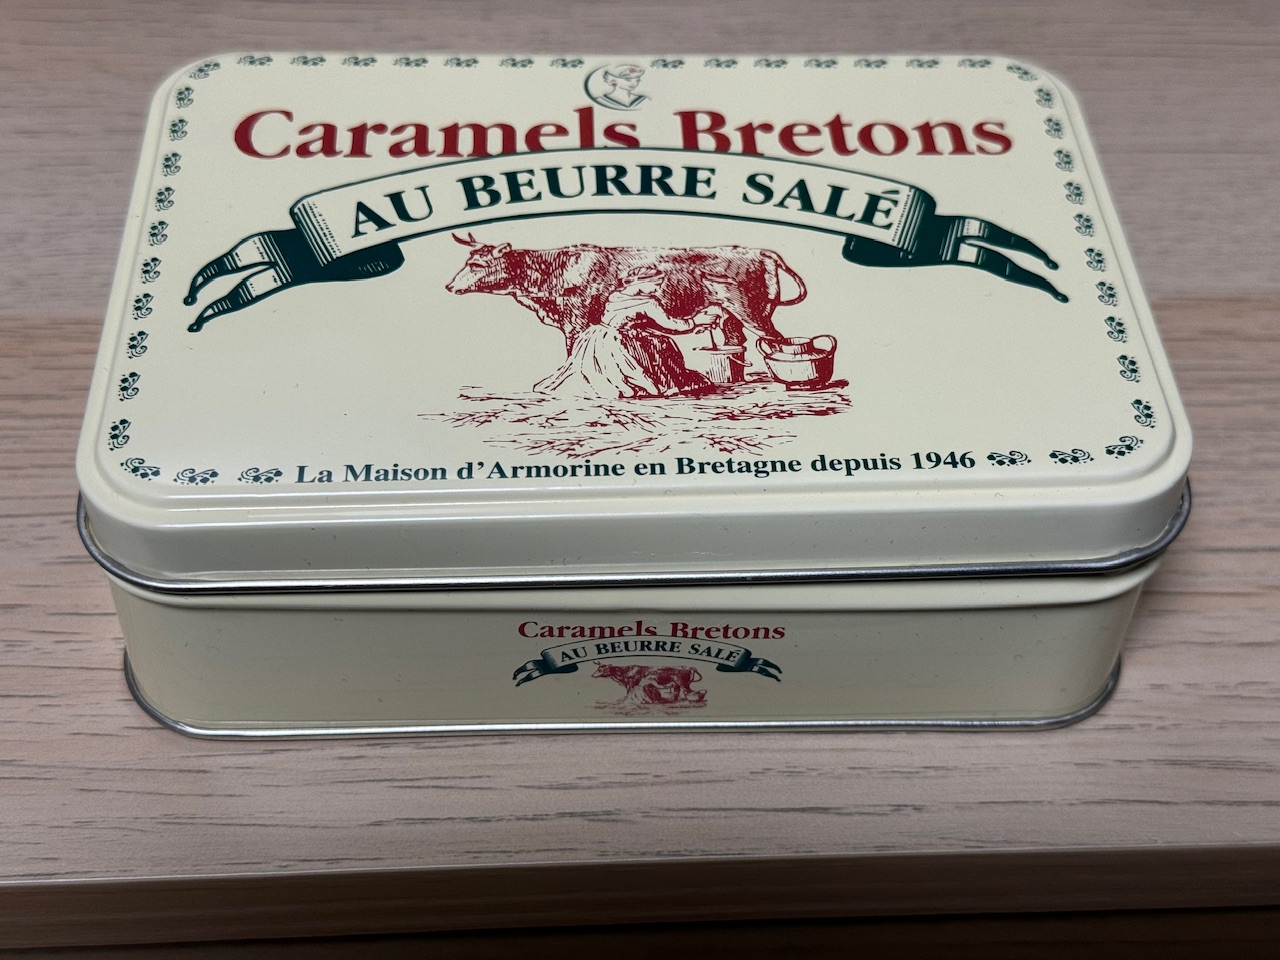 Caramels Bretons
AU BEURRE SALÉ
La Maison d'Armorine en Bretagne depuis 1946
Caramels Bretons
AU BEURRE SALÉ